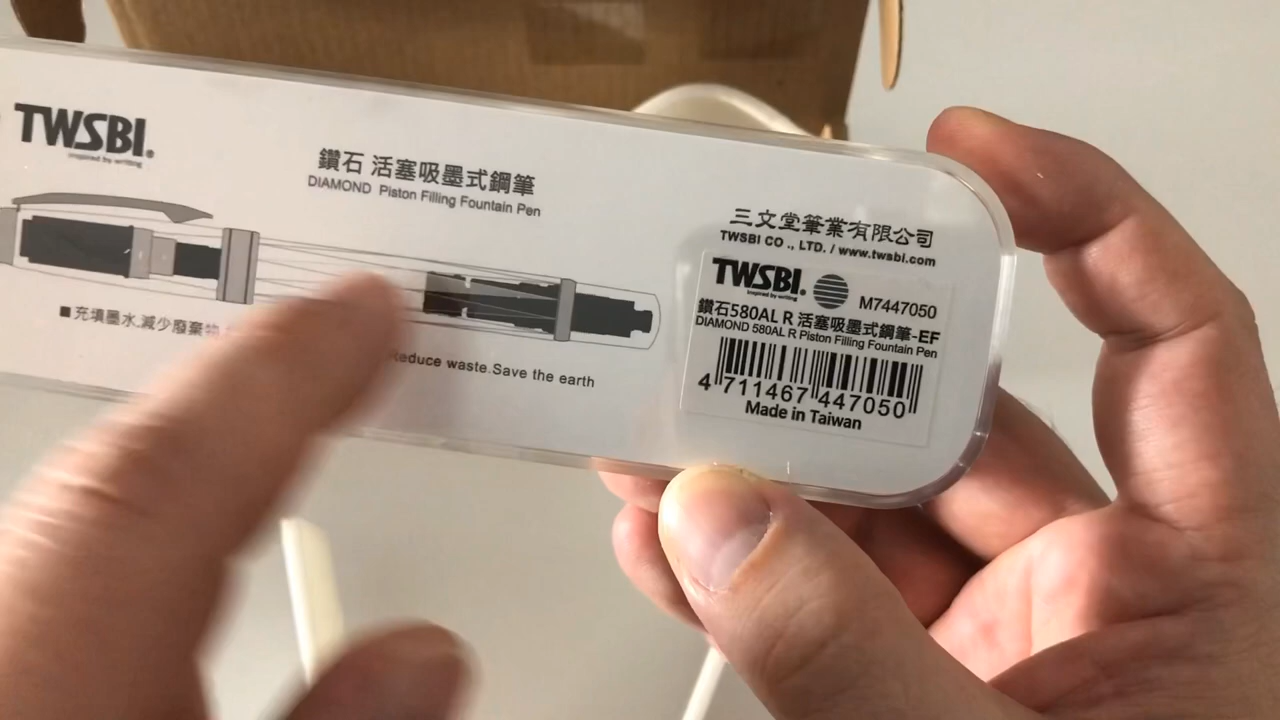 TWSBI.
inspired by writing
鑽石 活塞吸墨式鋼筆
DIAMOND Piston Filling Fountain Pen
■充填墨水.減少廢棄物
Reduce waste.Save the earth
三文堂筆業有限公司
TWSBI CO., LTD. / www.twsbi.com
TWSBI.
inspired by writing
M7447050
鑽石580AL R 活塞吸墨式鋼筆-EF
DIAMOND 580AL R Piston Filling Fountain Pen
4 711467 447050
Made in Taiwan